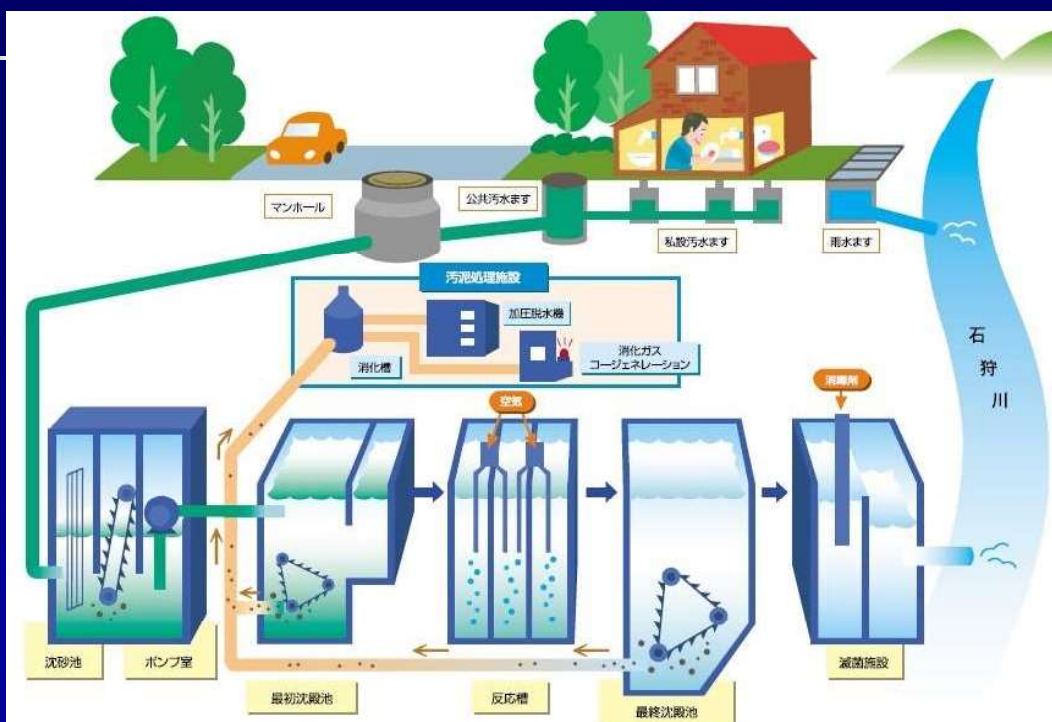 マンホール
公共汚水ます
私設汚水ます
雨水ます
汚泥処理施設
加圧脱水機
消化槽
消化ガス
コージェネレーション
石狩川
空気
消毒剤
沈砂池
ポンプ室
最初沈殿池
反応槽
最終沈殿池
滅菌施設